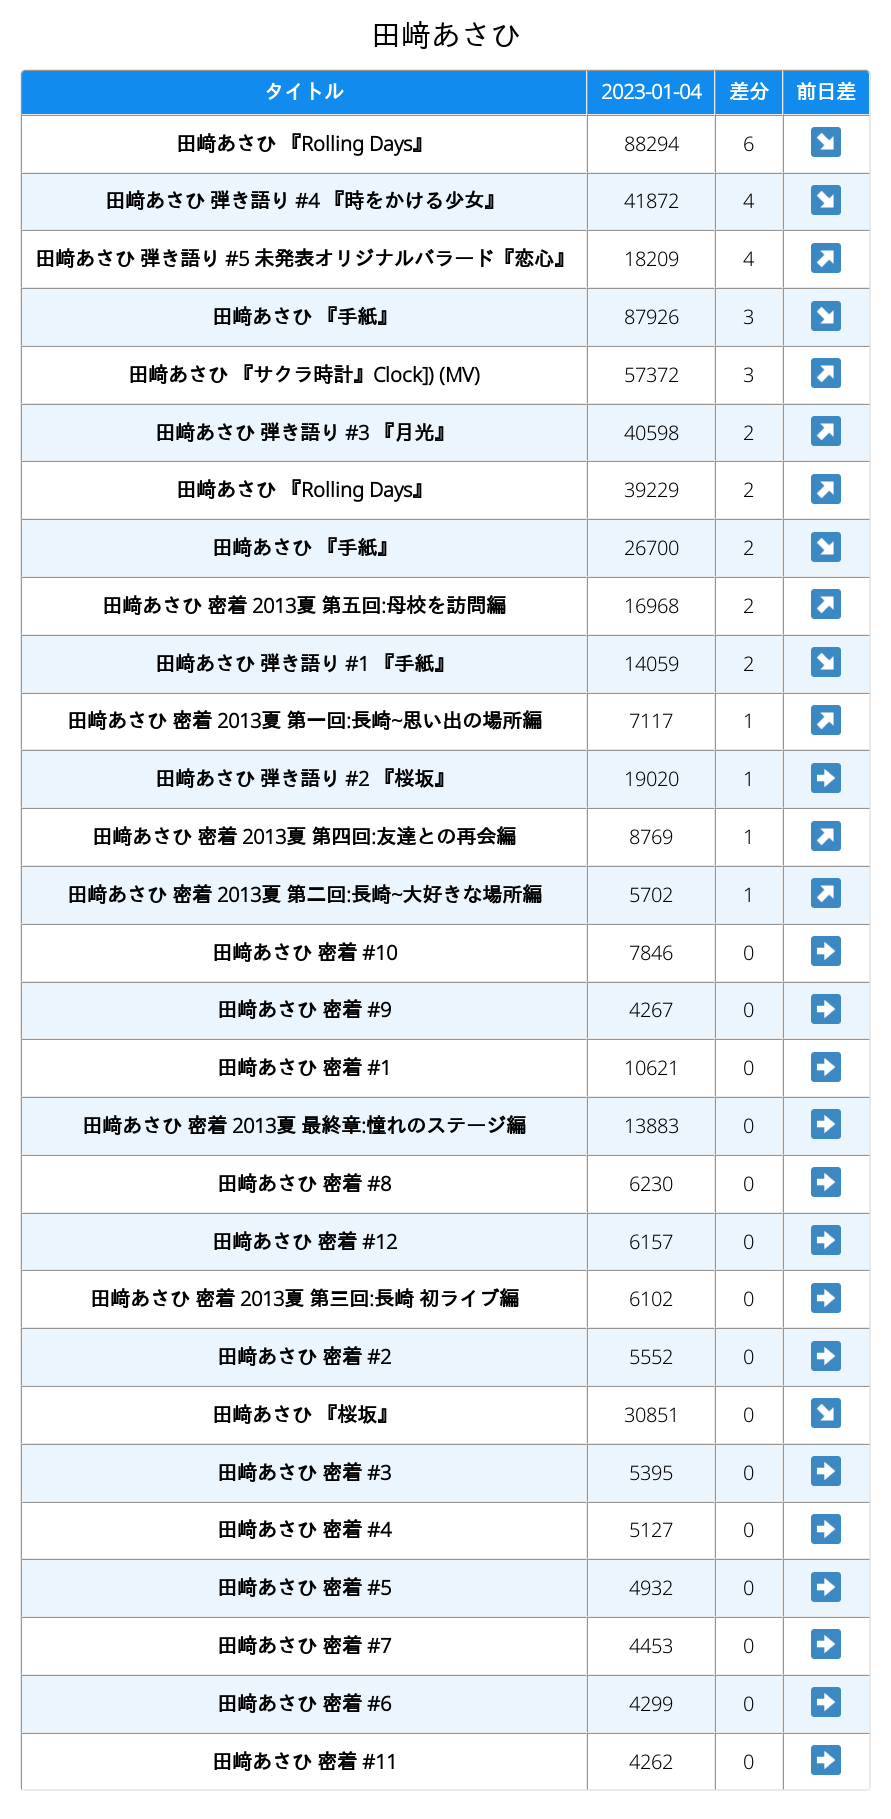 田﨑あさひ
タイトル 2023-01-04 差分 前日差
田﨑あさひ 『Rolling Days』 88294 6 ↘
田﨑あさひ 弾き語り #4 『時をかける少女』 41872 4 ↘
田﨑あさひ 弾き語り #5 未発表オリジナルバラード『恋心』 18209 4 ↗
田﨑あさひ 『手紙』 87926 3 ↘
田﨑あさひ 『サクラ時計』Clock]) (MV) 57372 3 ↗
田﨑あさひ 弾き語り #3 『月光』 40598 2 ↗
田﨑あさひ 『Rolling Days』 39229 2 ↗
田﨑あさひ 『手紙』 26700 2 ↘
田﨑あさひ 密着 2013夏 第五回:母校を訪問編 16968 2 ↗
田﨑あさひ 弾き語り #1 『手紙』 14059 2 ↘
田﨑あさひ 密着 2013夏 第一回:長崎~思い出の場所編 7117 1 ↗
田﨑あさひ 弾き語り #2 『桜坂』 19020 1 ➡
田﨑あさひ 密着 2013夏 第四回:友達との再会編 8769 1 ↗
田﨑あさひ 密着 2013夏 第二回:長崎~大好きな場所編 5702 1 ↗
田﨑あさひ 密着 #10 7846 0 ➡
田﨑あさひ 密着 #9 4267 0 ➡
田﨑あさひ 密着 #1 10621 0 ➡
田﨑あさひ 密着 2013夏 最終章:憧れのステージ編 13883 0 ➡
田﨑あさひ 密着 #8 6230 0 ➡
田﨑あさひ 密着 #12 6157 0 ➡
田﨑あさひ 密着 2013夏 第三回:長崎 初ライブ編 6102 0 ➡
田﨑あさひ 密着 #2 5552 0 ➡
田﨑あさひ 『桜坂』 30851 0 ↘
田﨑あさひ 密着 #3 5395 0 ➡
田﨑あさひ 密着 #4 5127 0 ➡
田﨑あさひ 密着 #5 4932 0 ➡
田﨑あさひ 密着 #7 4453 0 ➡
田﨑あさひ 密着 #6 4299 0 ➡
田﨑あさひ 密着 #11 4262 0 ➡